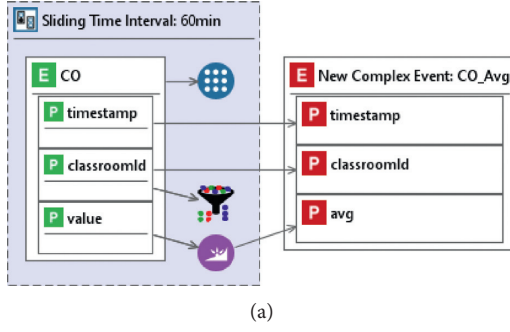 Sliding Time Interval: 60min
E CO
P timestamp
P classroomId
P value
E New Complex Event: CO_Avg
P timestamp
P classroomId
P avg
(a)